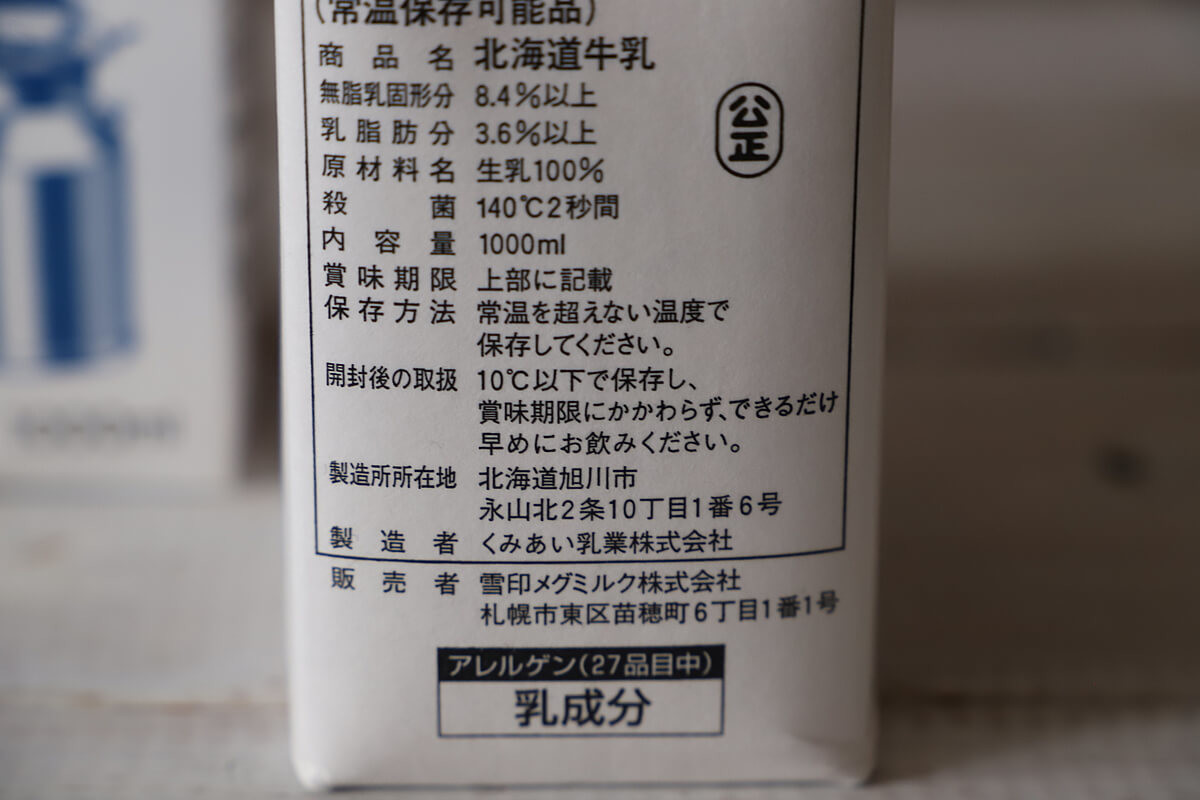 (常温保存可能品)
商品名 北海道牛乳
無脂乳固形分 8.4%以上
乳脂肪分 3.6%以上
原材料名 生乳100%
殺菌 140℃2秒間
内容量 1000ml
賞味期限 上部に記載
保存方法 常温を超えない温度で
保存してください。
開封後の取扱 10℃以下で保存し、
賞味期限にかかわらず、できるだけ
早めにお飲みください。
製造所所在地 北海道旭川市
永山北2条10丁目1番6号
製造者 くみあい乳業株式会社
公正
販売者 雪印メグミルク株式会社
札幌市東区苗穂町6丁目1番1号
アレルゲン(27品目中)
乳成分